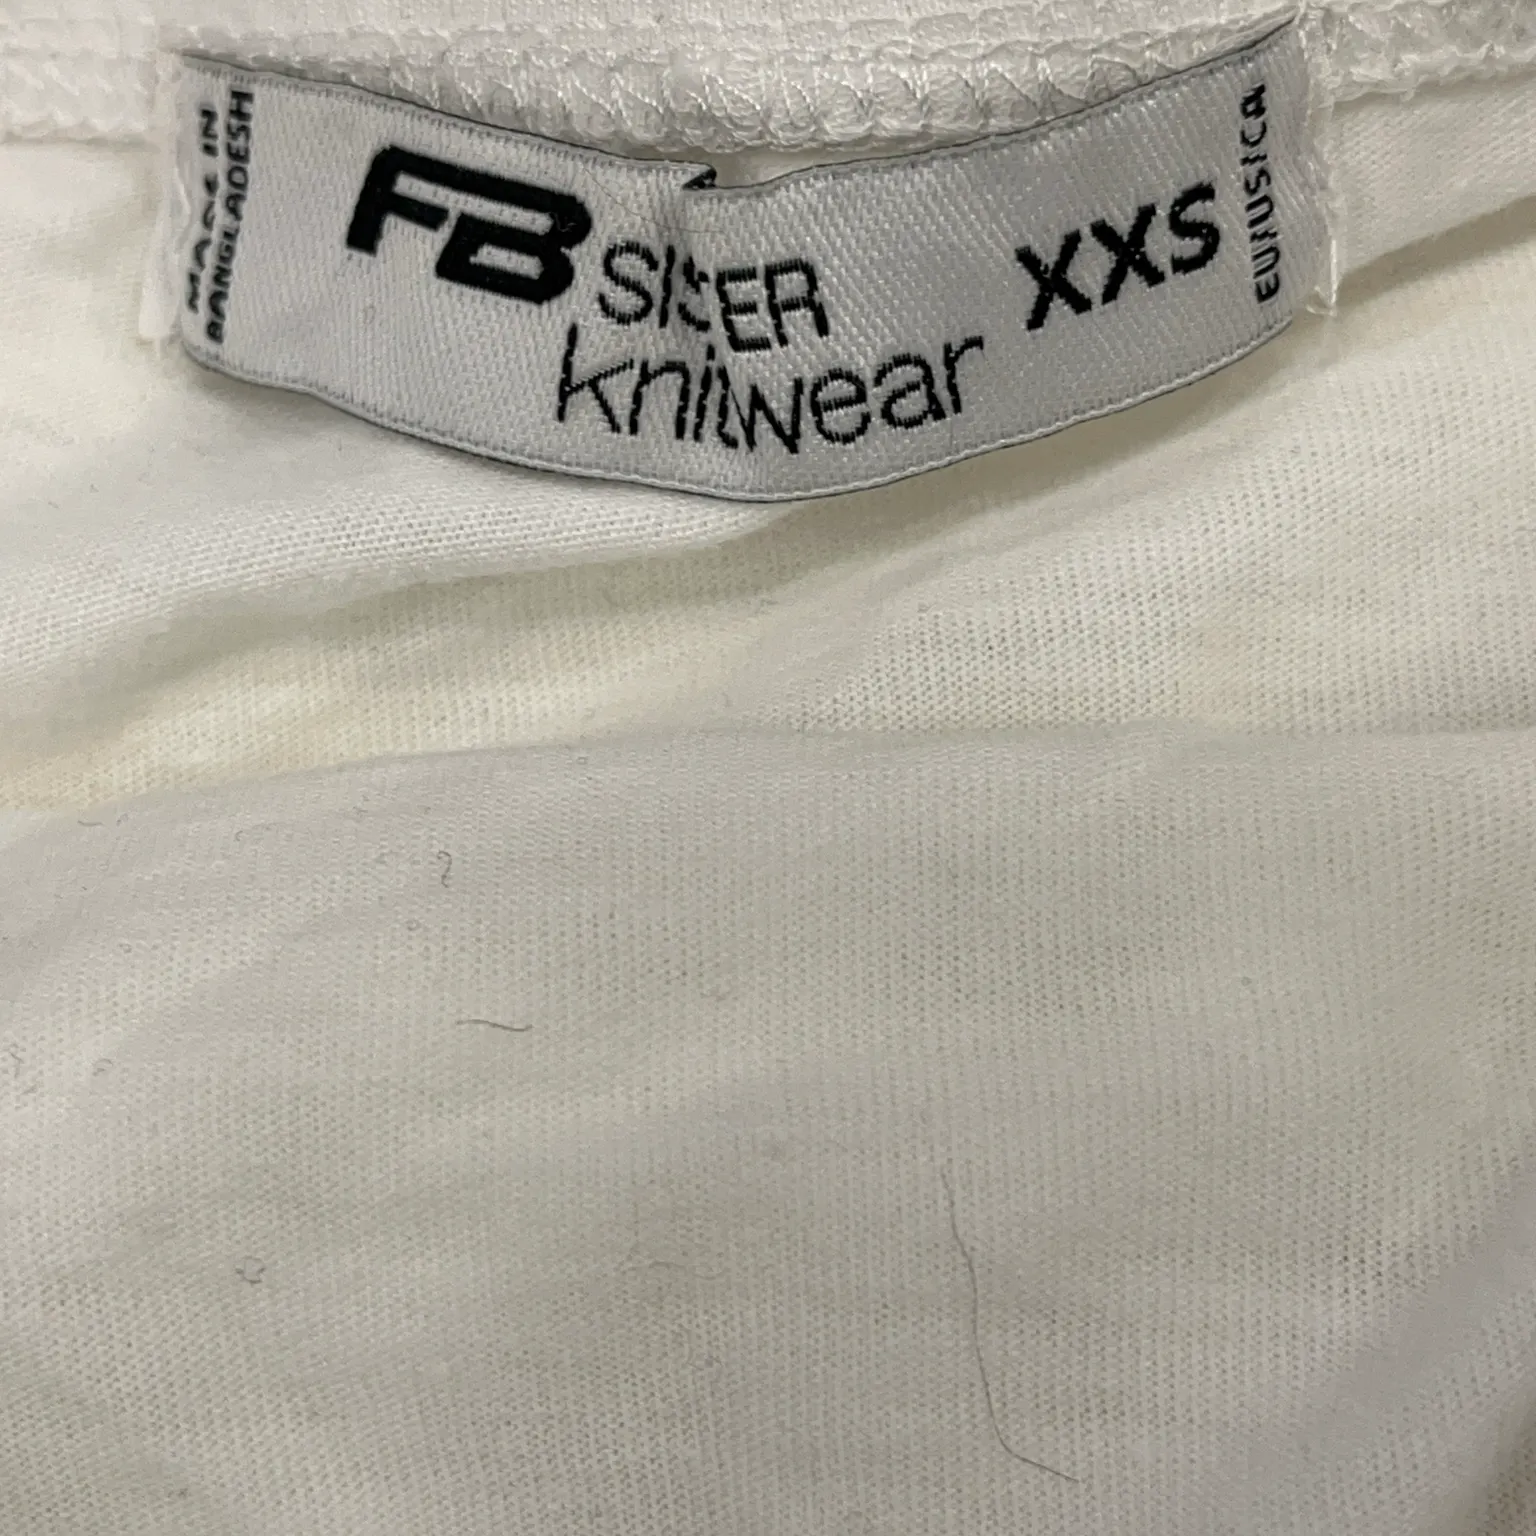 MADE IN
BANGLADESH
FB SISTER
knitwear
XXS
EU/US/CA